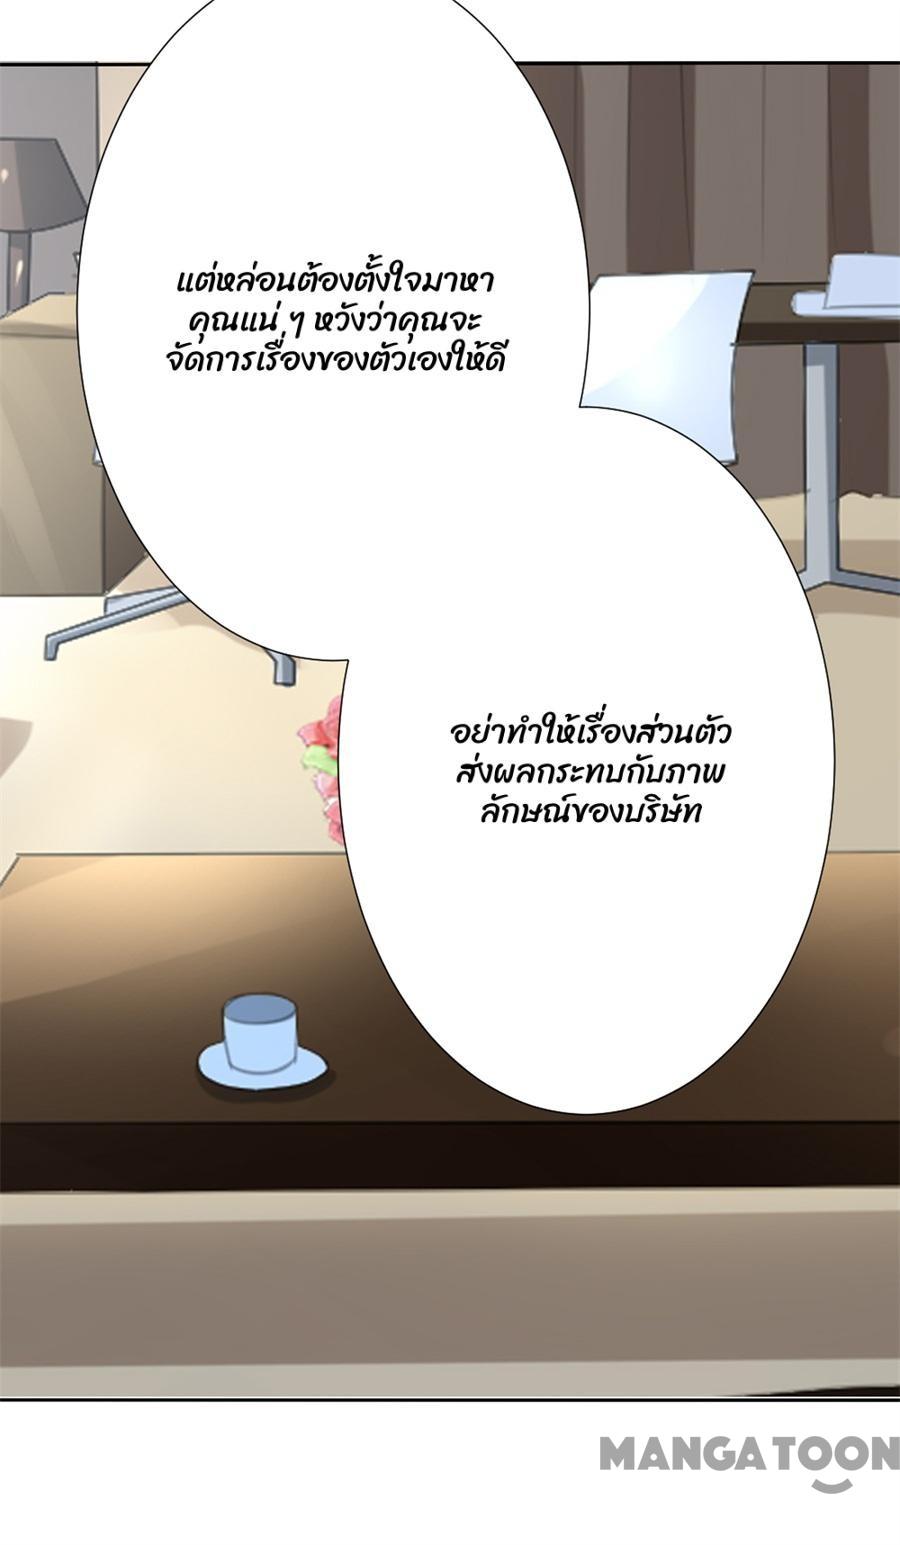 แต่หล่อนต้องตั้งใจมาหา
คุณแน่ ๆ หวังว่าคุณจะ
จัดการเรื่องของตัวเองให้ดี
อย่าทำให้เรื่องส่วนตัว
ส่งผลกระทบกับภาพ
ลักษณ์ของบริษัท
MANGATOON